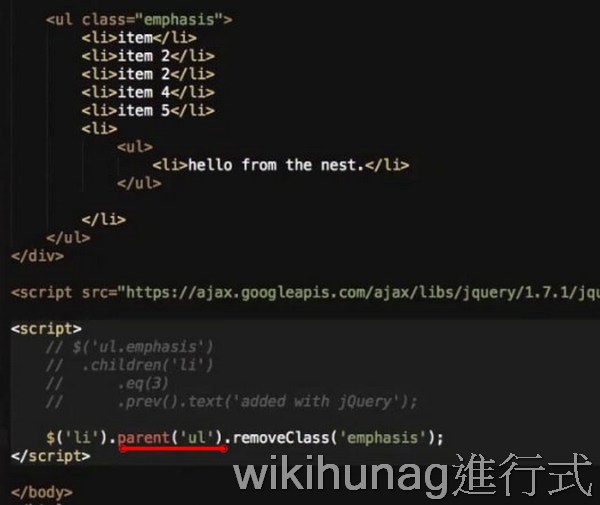 <ul class="emphasis">
<li>item</li>
<li>item 2</li>
<li>item 2</li>
<li>item 4</li>
<li>item 5</li>
<li>
<ul>
<li>hello from the nest.</li>
</ul>
</li>
</ul>
</div>
<script src="https://ajax.googleapis.com/ajax/libs/jquery/1.7.1/jqu
<script>
// $('ul.emphasis')
// .children('li')
// .eq(3)
// .prev().text('added with jQuery');
$('li').parent('ul').removeClass('emphasis');
</script>
wikihunag進行式
</body>